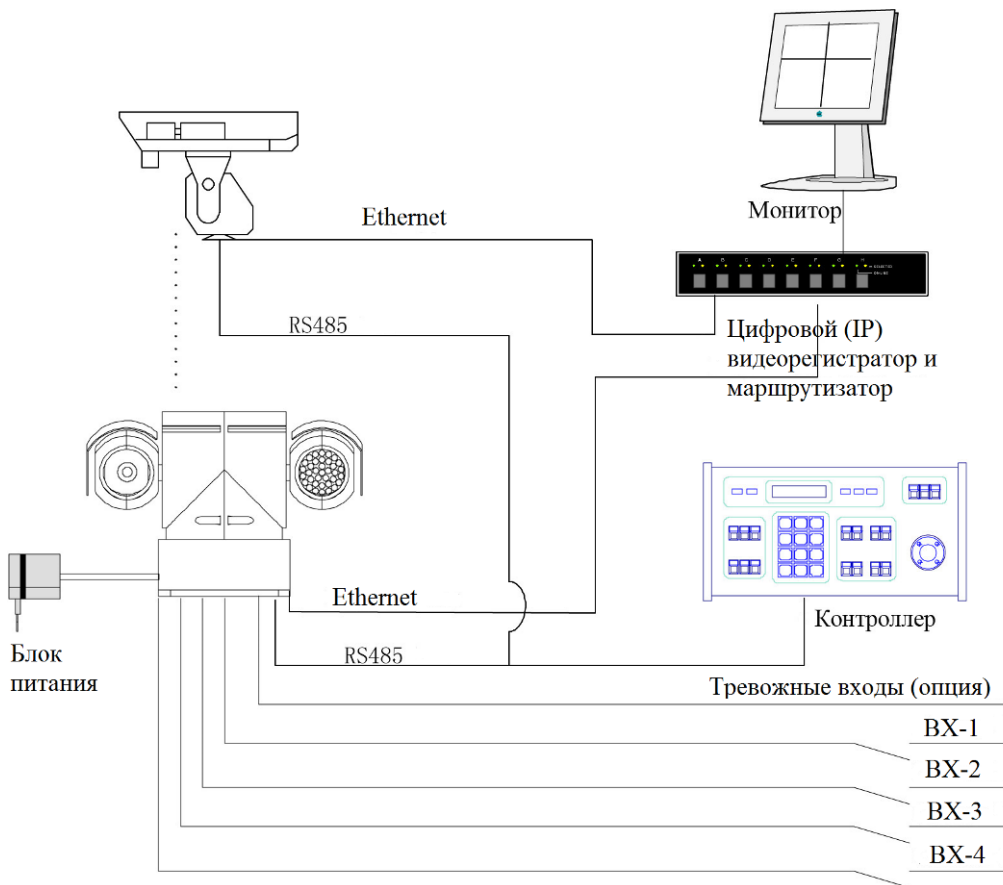 Ethernet
Монитор
A B C D E F G H
RS485
Цифровой (IP)
видеорегистратор и
маршрутизатор
Ethernet
Контроллер
RS485
Блок
питания
Тревожные входы (опция)
ВХ-1
ВХ-2
ВХ-3
ВХ-4